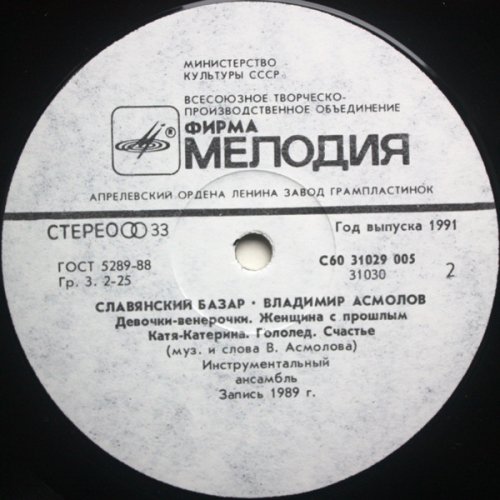 МИНИСТЕРСТВО
КУЛЬТУРЫ СССР
ВСЕСОЮЗНОЕ ТВОРЧЕСКО-
ПРОИЗВОДСТВЕННОЕ ОБЪЕДИНЕНИЕ
ФИРМА
® МЕЛОДИЯ
АПРЕЛЕВСКИЙ ОРДЕНА ЛЕНИНА ЗАВОД ГРАМПЛАСТИНОК
СТЕРЕО 33
Год выпуска 1991
ГОСТ 5289-88
Гр. 3. 2-25
С60 31029 005
31030
2
СЛАВЯНСКИЙ БАЗАР · ВЛАДИМИР АСМОЛОВ
Девочки-венерочки. Женщина с прошлым
Катя-Катерина. Гололед. Счастье
(муз. и слова В. Асмолова)
Инструментальный
ансамбль
Запись 1989 г.